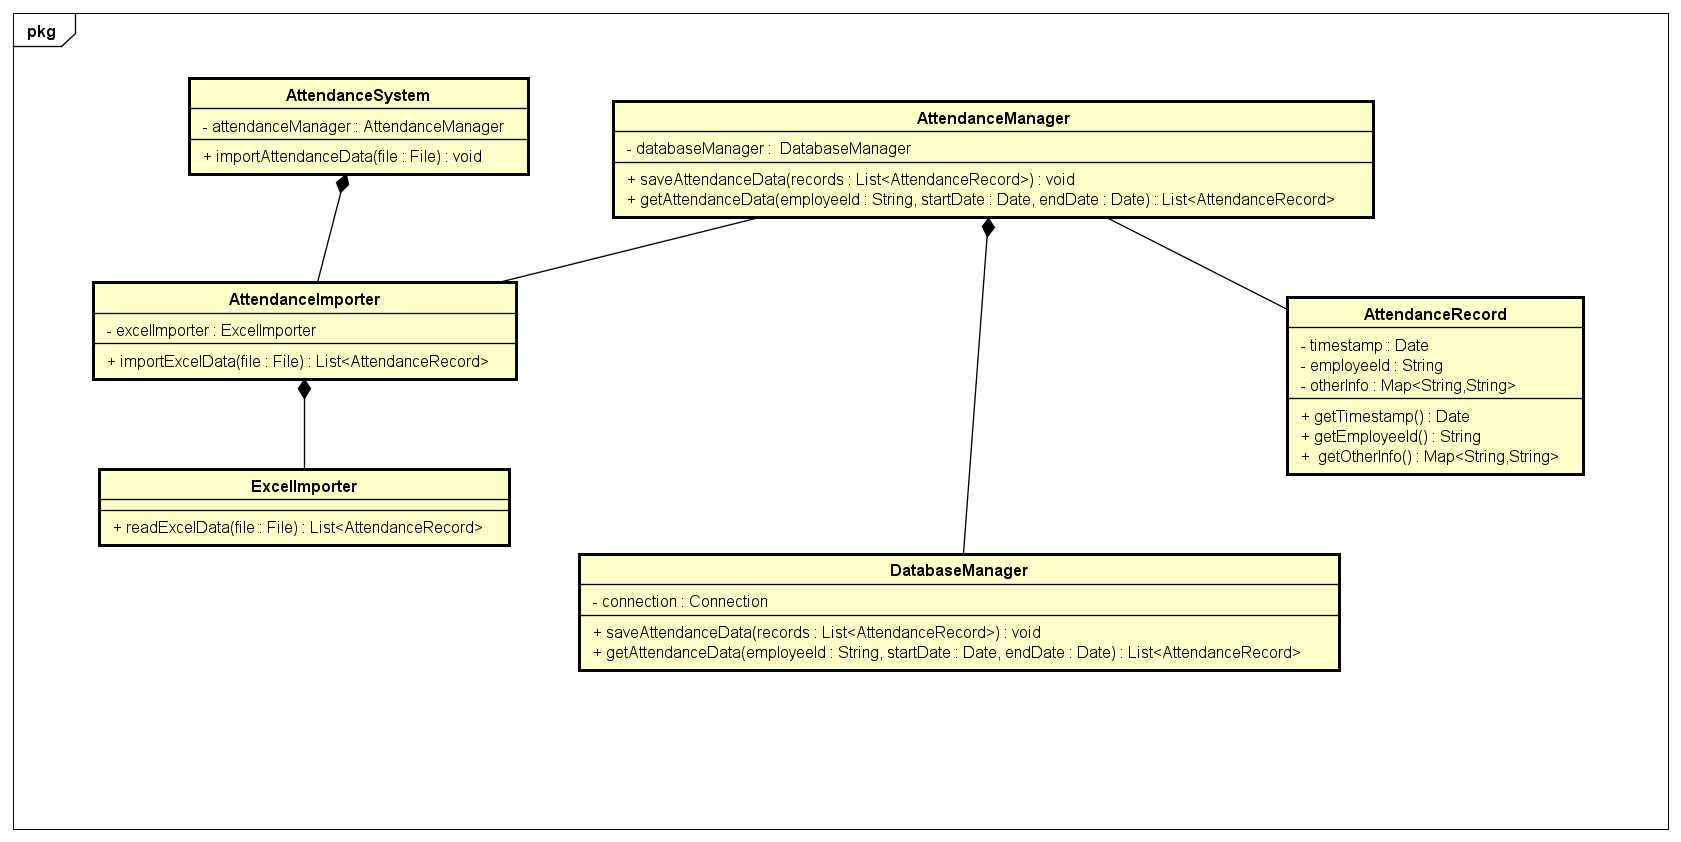 pkg
AttendanceSystem
- attendanceManager : AttendanceManager
+ importAttendanceData(file : File) : void
AttendanceManager
- databaseManager :  DatabaseManager
+ saveAttendanceData(records : List<AttendanceRecord>) : void
+ getAttendanceData(employeeId : String, startDate : Date, endDate : Date) : List<AttendanceRecord>
AttendanceImporter
- excelImporter : ExcelImporter
+ importExcelData(file : File) : List<AttendanceRecord>
AttendanceRecord
- timestamp : Date
- employeeId : String
- otherInfo : Map<String,String>
+ getTimestamp() : Date
+ getEmployeeId() : String
+  getOtherInfo() : Map<String,String>
ExcelImporter
+ readExcelData(file : File) : List<AttendanceRecord>
DatabaseManager
- connection : Connection
+ saveAttendanceData(records : List<AttendanceRecord>) : void
+ getAttendanceData(employeeId : String, startDate : Date, endDate : Date) : List<AttendanceRecord>